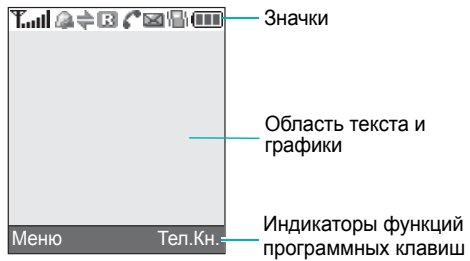 Значки
Область текста и
графики
Меню
Тел.Кн.
Индикаторы функций
программных клавиш